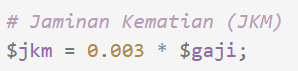 # Jaminan Kematian (JKM)
$jkm = 0.003 * $gaji;